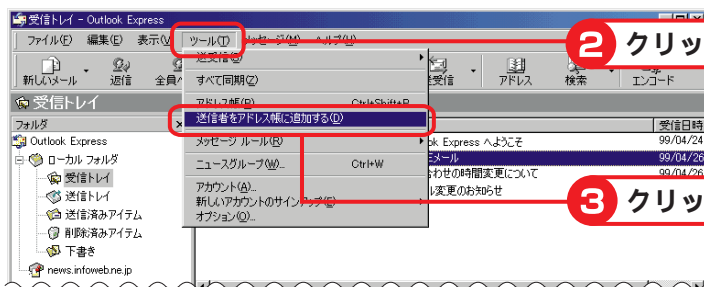 受信トレイ - Outlook Express
ファイル(F) 編集(E) 表示(V) ツール(T) メッセージ(M) ヘルプ(H)
2 クリッ
新しいメール 返信 全員へ 送受信 アドレス 検索 エンコード
受信トレイ
送受信(S)
すべて同期(Z)
アドレス帳(B)... Ctrl+Shift+B
送信者をアドレス帳に追加する(D)
メッセージ ルール(R)
ニュースグループ(W)... Ctrl+W
アカウント(A)...
新しいアカウントのサインアップ(E)
オプション(O)...
フォルダ ×
Outlook Express
ローカル フォルダ
受信トレイ
送信トレイ
送信済みアイテム
削除済みアイテム
下書き
news.infoweb.ne.jp
受信日時
ok Express へようこそ 99/04/24
メール 99/04/26
わせの時間変更について 99/04/26
ル変更のお知らせ
3 クリッ